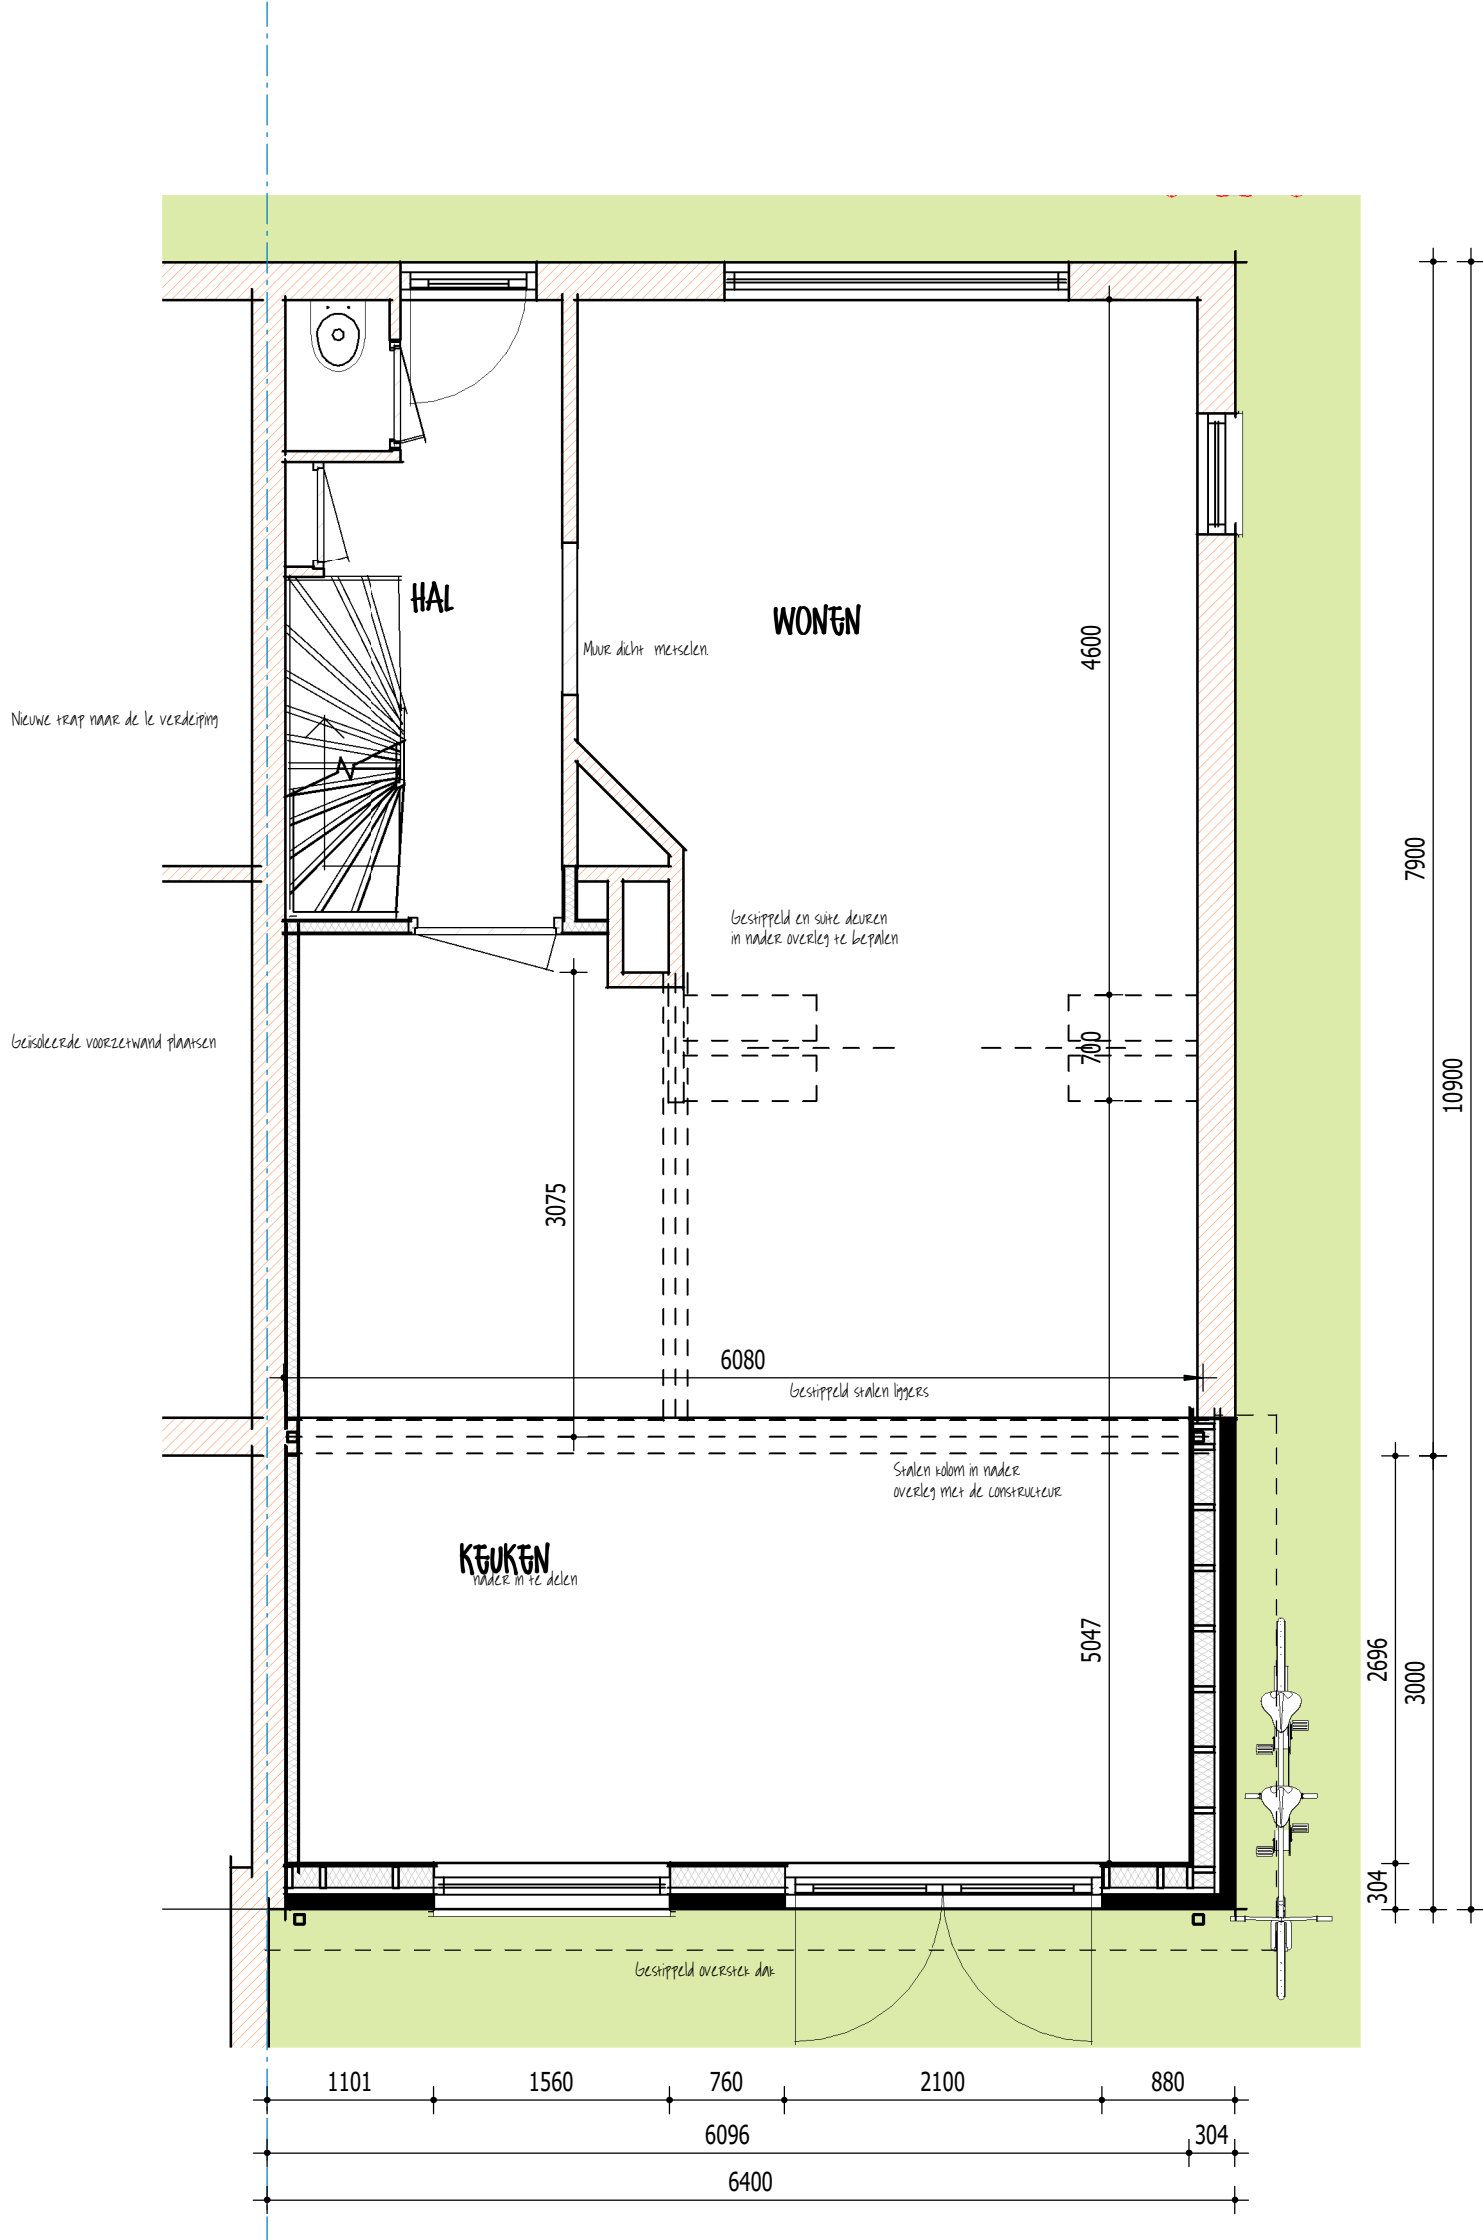 HAL
WONEN
4600
Muur dicht metselen.
Nieuwe trap naar de 1e verdeiping
7900
Gestippeld en suite deuren
in nader overleg te bepalen
Geïisoleerde voorzetwand plaatsen
700
10900
3075
6080
Gestippeld stalen liggers
Stalen kolom in nader
overleg met de constructeur
KEUKEN
nader in te delen
5047
2696
3000
304
Gestippeld overstek dak
1101
1560
760
2100
880
6096
304
6400